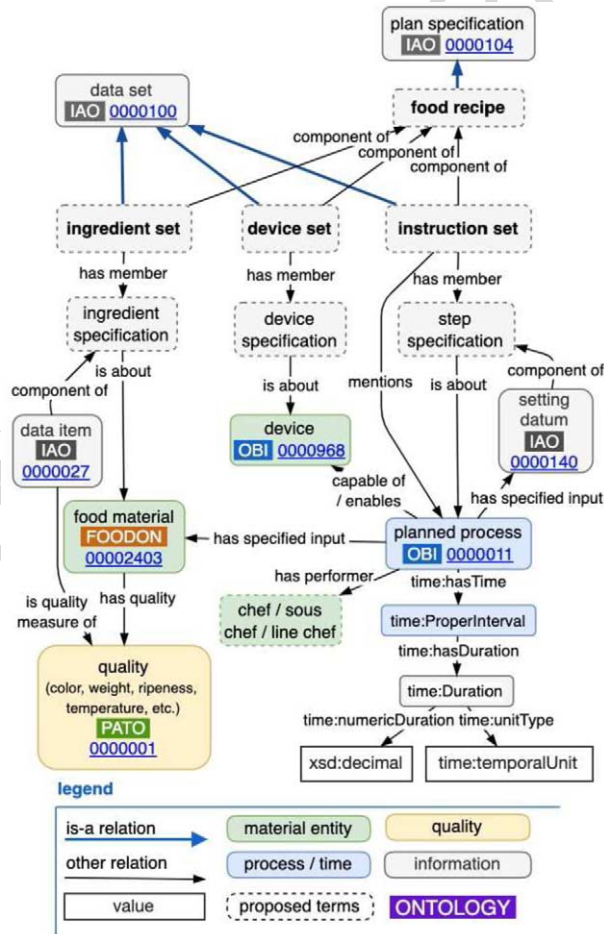 plan specification
IAO 0000104
data set
IAO 0000100
food recipe
component of
component of
component of
ingredient set
device set
instruction set
has member
has member
has member
ingredient
specification
device
specification
step
specification
is about
is about
mentions
is about
component of
component of
data item
IAO
0000027
device
OBI 0000968
setting
datum
IAO
0000140
capable of
/ enables
has specified input
food material
FOODON
00002403
has specified input
planned process
OBI 0000011
has performer
time:hasTime
is quality
measure of
has quality
chef / sous
chef / line chef
time:ProperInterval
time:hasDuration
quality
(color, weight, ripeness,
temperature, etc.)
PATO
0000001
time:Duration
time:numericDuration time:unitType
xsd:decimal
time:temporalUnit
legend
is-a relation
material entity
quality
other relation
process / time
information
value
proposed terms
ONTOLOGY